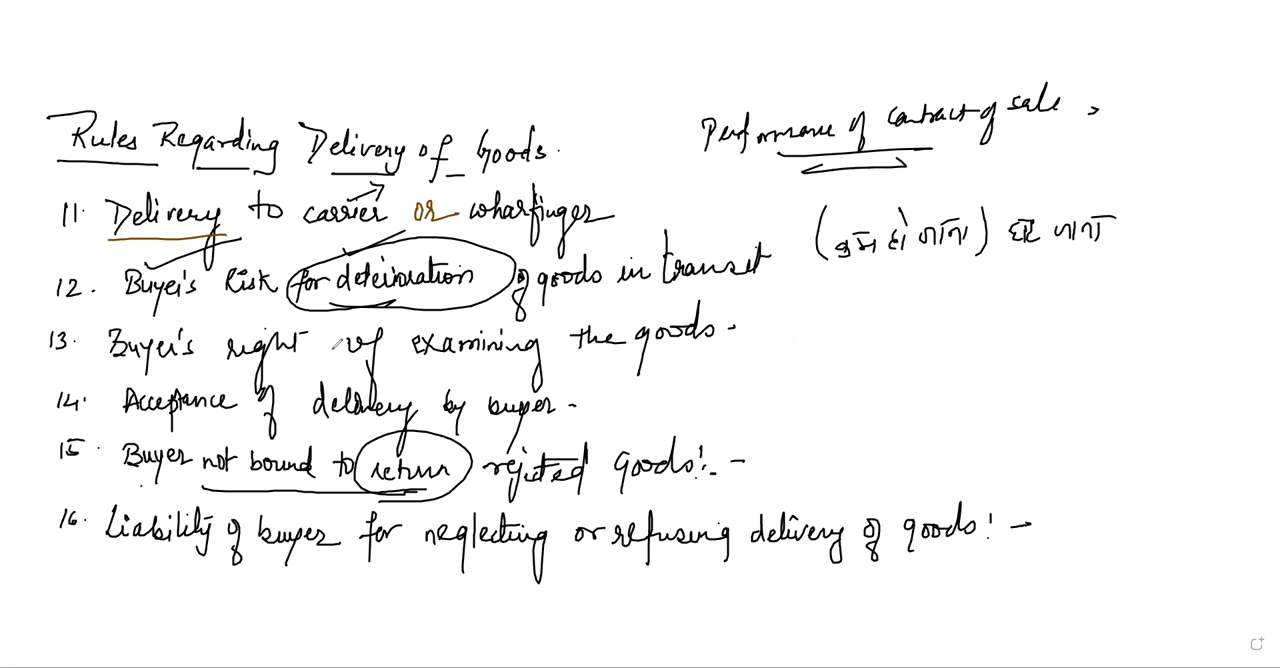 Rules Regarding Delivery of Goods.
Performance of contract of sale
11. Delivery to carrier or wharfinger
12. Buyer's Risk for deterioration of goods in transit
13. Buyer's right of examining the goods -
14. Acceptance of delivery by buyer -
15. Buyer not bound to return rejected goods! -
16. Liability of buyer for neglecting or refusing delivery of goods! -